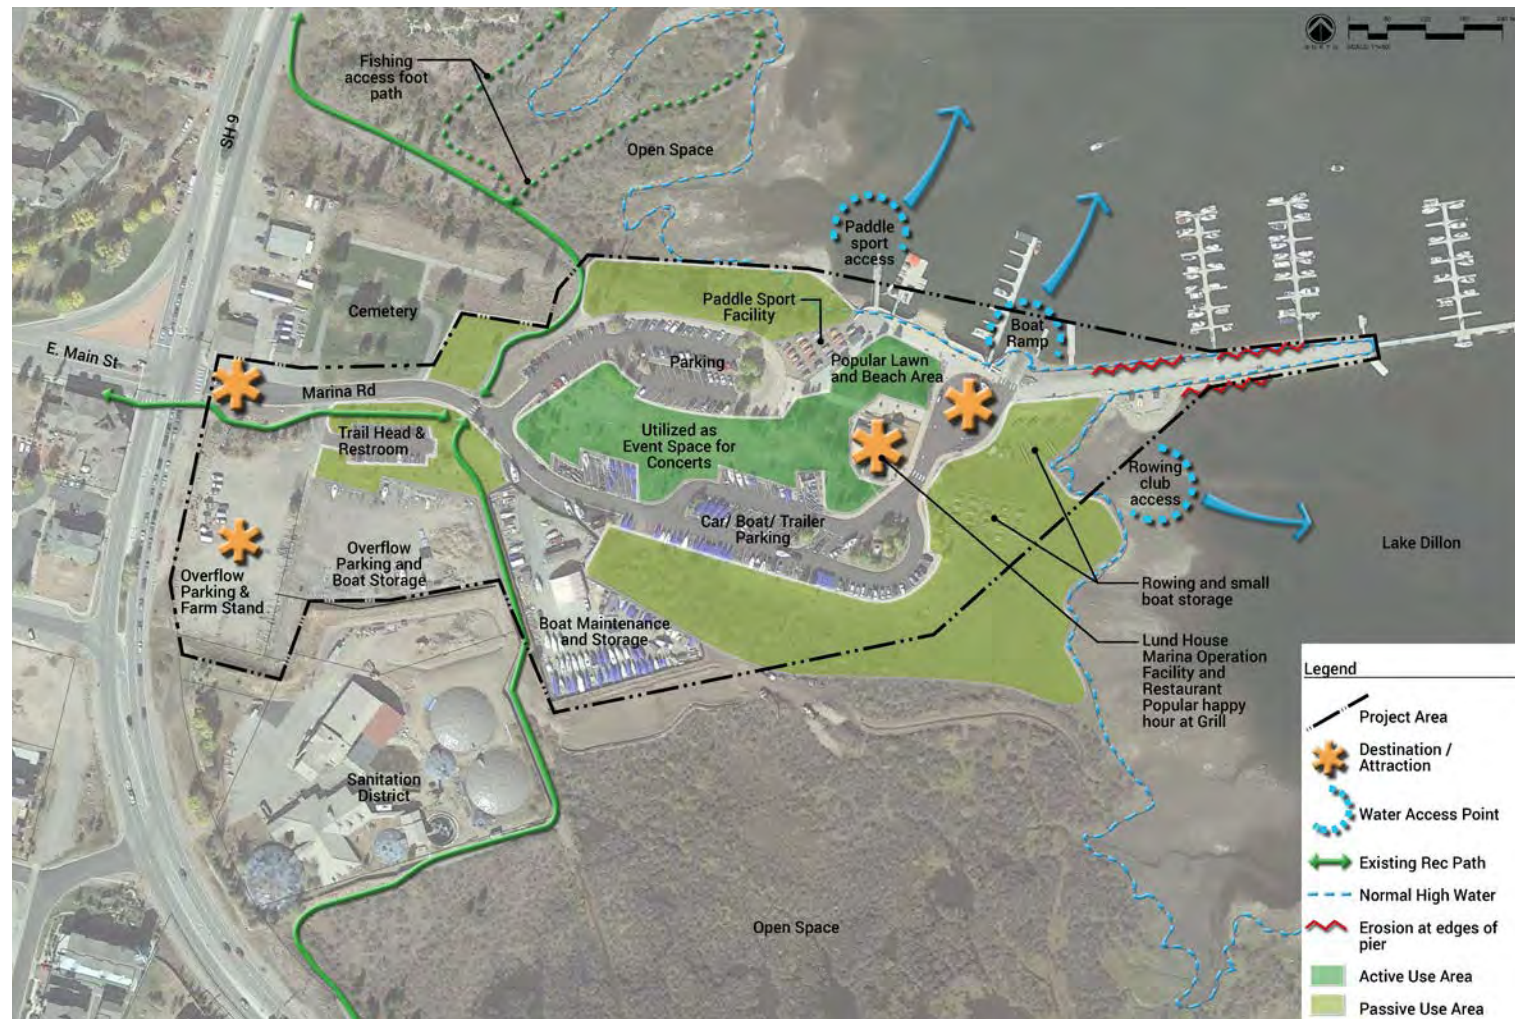 Fishing
access foot
path
SH 9
Open Space
NORTH
Paddle
sport
access
Cemetery
Paddle Sport
Facility
Boat
Ramp
E. Main St
Marina Rd
Parking
Popular Lawn
and Beach Area
Trail Head &
Restroom
Utilized as
Event Space for
Concerts
Rowing
club
access
Car/ Boat/ Trailer
Parking
Lake Dillon
Overflow
Parking and
Boat Storage
Overflow
Parking &
Farm Stand
Rowing and small
boat storage
Boat Maintenance
and Storage
Lund House
Marina Operation
Facility and
Restaurant
Popular happy
hour at Grill
Sanitation
District
Open Space
Legend
Project Area
Destination /
Attraction
Water Access Point
Existing Rec Path
Normal High Water
Erosion at edges of
pier
Active Use Area
Passive Use Area